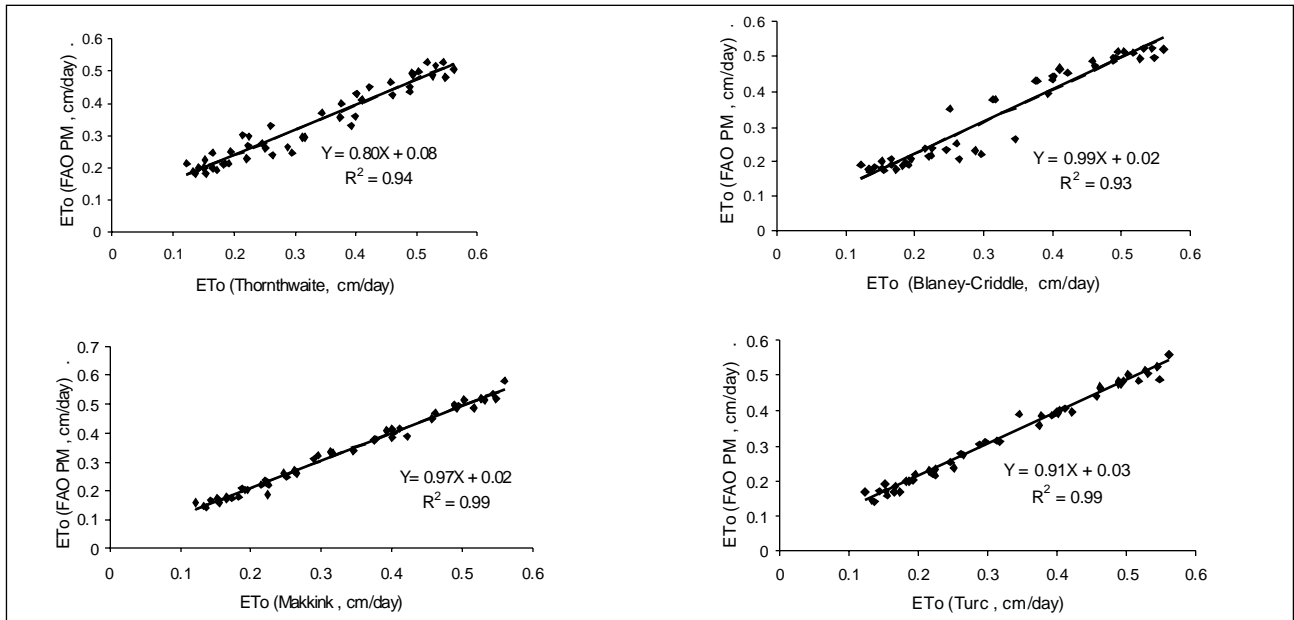 ETo (FAO PM , cm/day) .
0.6
0.5
0.4
0.3
0.2
0.1
0
Y = 0.80X + 0.08
R² = 0.94
0 0.1 0.2 0.3 0.4 0.5 0.6
ETo (Thornthwaite, cm/day)
ETo (FAO PM , cm/day) .
0.6
0.5
0.4
0.3
0.2
0.1
0
Y = 0.99X + 0.02
R² = 0.93
0 0.1 0.2 0.3 0.4 0.5 0.6
ETo (Blaney-Criddle, cm/day)
ETo (FAO PM , cm/day) .
0.7
0.6
0.5
0.4
0.3
0.2
0.1
0
Y = 0.97X + 0.02
R² = 0.99
0 0.1 0.2 0.3 0.4 0.5 0.6
ETo (Makkink , cm/day)
ETo (FAO PM , cm/day) .
0.6
0.5
0.4
0.3
0.2
0.1
0
Y = 0.91X + 0.03
R² = 0.99
0 0.1 0.2 0.3 0.4 0.5 0.6
ETo (Turc , cm/day)